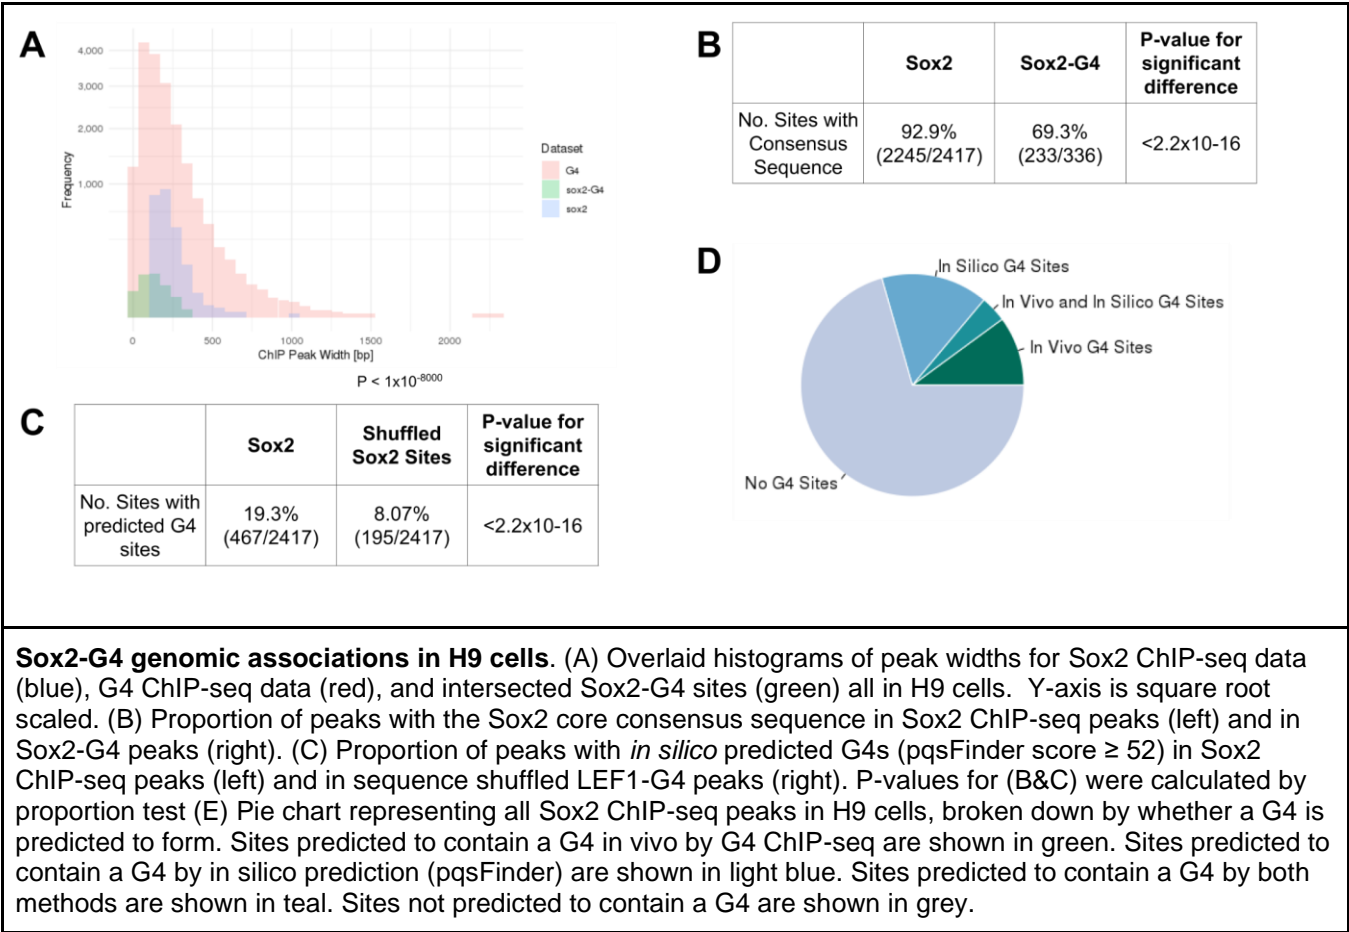 A
4,000
3,000
2,000
1,000
Frequency
0
500
1000
1500
2000
ChIP Peak Width [bp]
P < 1x10-8000
Dataset
G4
sox2-G4
sox2
B
Sox2
Sox2-G4
P-value for
significant
difference
No. Sites with
Consensus
Sequence
92.9%
(2245/2417)
69.3%
(233/336)
<2.2x10-16
C
Sox2
Shuffled
Sox2 Sites
P-value for
significant
difference
No. Sites with
predicted G4
sites
19.3%
(467/2417)
8.07%
(195/2417)
<2.2x10-16
D
In Silico G4 Sites
In Vivo and In Silico G4 Sites
In Vivo G4 Sites
No G4 Sites
Sox2-G4 genomic associations in H9 cells. (A) Overlaid histograms of peak widths for Sox2 ChIP-seq data
(blue), G4 ChIP-seq data (red), and intersected Sox2-G4 sites (green) all in H9 cells. Y-axis is square root
scaled. (B) Proportion of peaks with the Sox2 core consensus sequence in Sox2 ChIP-seq peaks (left) and in
Sox2-G4 peaks (right). (C) Proportion of peaks with in silico predicted G4s (pqsFinder score ≥ 52) in Sox2
ChIP-seq peaks (left) and in sequence shuffled LEF1-G4 peaks (right). P-values for (B&C) were calculated by
proportion test (E) Pie chart representing all Sox2 ChIP-seq peaks in H9 cells, broken down by whether a G4 is
predicted to form. Sites predicted to contain a G4 in vivo by G4 ChIP-seq are shown in green. Sites predicted to
contain a G4 by in silico prediction (pqsFinder) are shown in light blue. Sites predicted to contain a G4 by both
methods are shown in teal. Sites not predicted to contain a G4 are shown in grey.